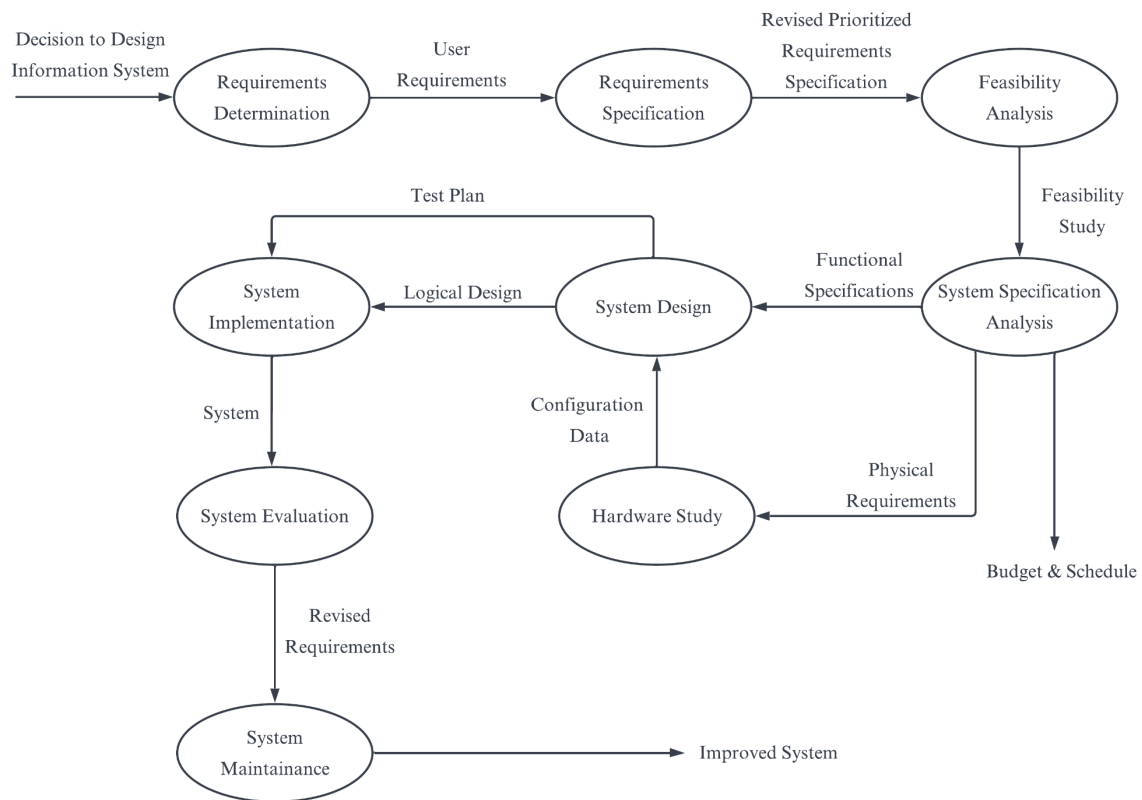 Decision to Design
Information System
Requirements
Determination
User
Requirements
Requirements
Specification
Revised Prioritized
Requirements
Specification
Feasibility
Analysis
Feasibility
Study
Test Plan
System
Implementation
Logical Design
System Design
Functional
Specifications
System Specification
Analysis
System
Configuration
Data
Physical
Requirements
System Evaluation
Hardware Study
Budget & Schedule
Revised
Requirements
System
Maintainance
Improved System